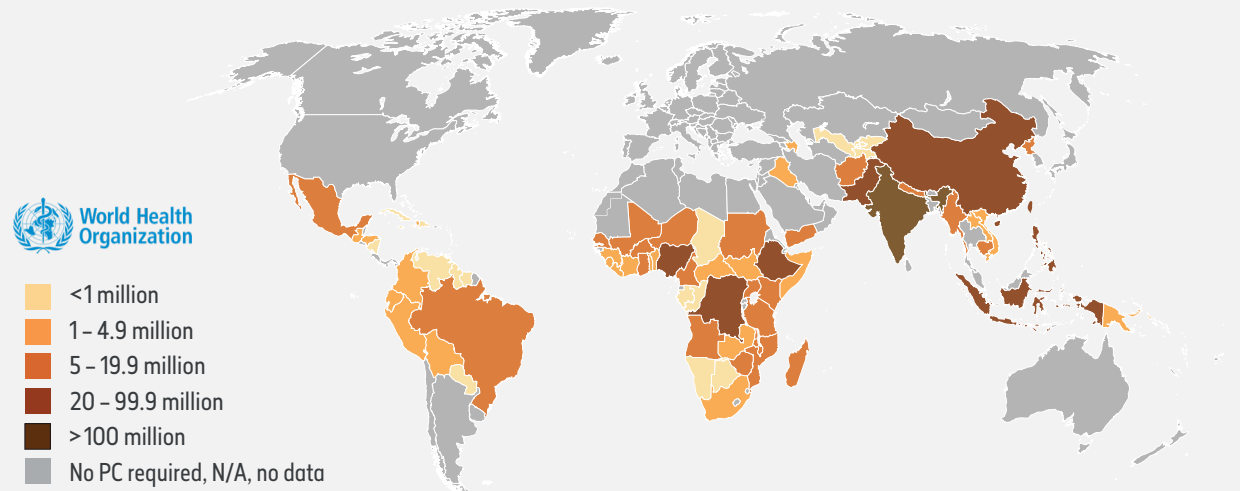 World Health
Organization
<1 million
1 – 4.9 million
5 – 19.9 million
20 – 99.9 million
>100 million
No PC required, N/A, no data